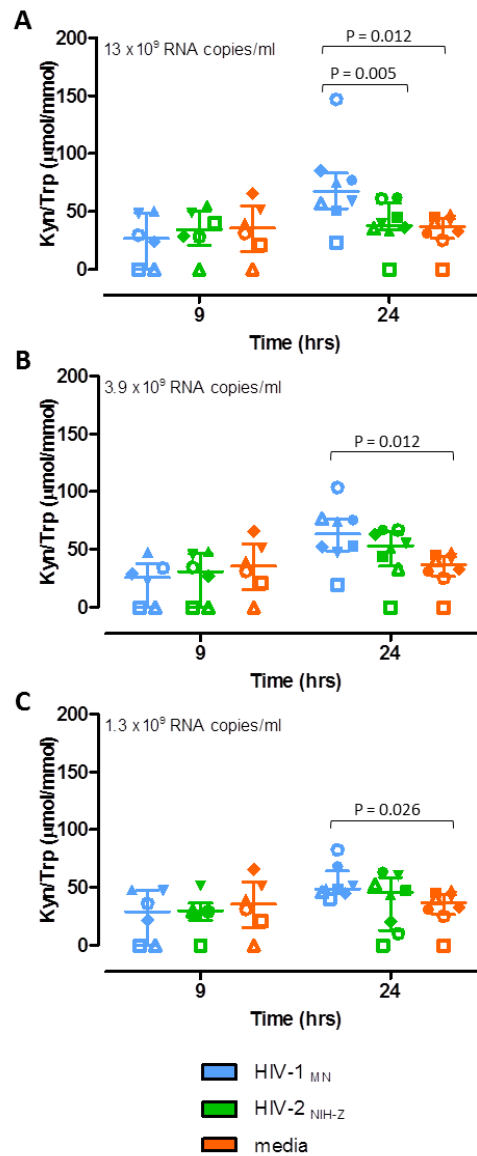 A
13 x 10⁹ RNA copies/ml
P = 0.012
P = 0.005
Kyn/Trp (μmol/mmol)
200
150
100
50
0
9
24
Time (hrs)
B
3.9 x 10⁹ RNA copies/ml
P = 0.012
Kyn/Trp (μmol/mmol)
200
150
100
50
0
9
24
Time (hrs)
C
1.3 x 10⁹ RNA copies/ml
P = 0.026
Kyn/Trp (μmol/mmol)
200
150
100
50
0
9
24
Time (hrs)
HIV-1 MN
HIV-2 NIH-Z
media